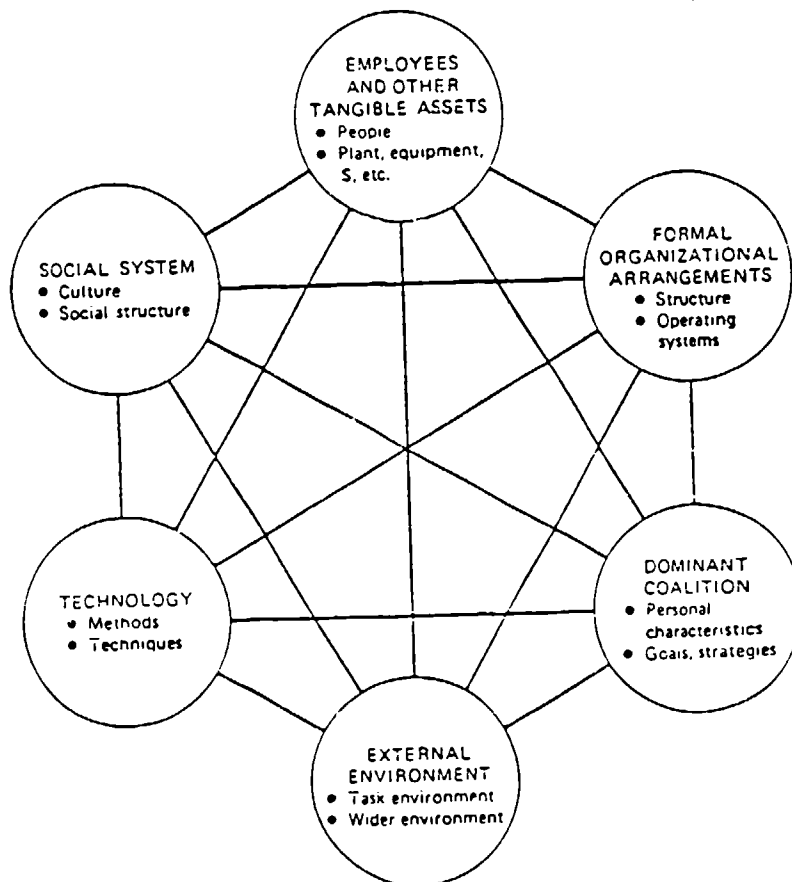 EMPLOYEES
AND OTHER
TANGIBLE ASSETS
• People
• Plant, equipment,
S, etc.
SOCIAL SYSTEM
• Culture
• Social structure
FORMAL
ORGANIZATIONAL
ARRANGEMENTS
• Structure
• Operating
systems
TECHNOLOGY
• Methods
• Techniques
DOMINANT
COALITION
• Personal
characteristics
• Goals, strategies
EXTERNAL
ENVIRONMENT
• Task environment
• Wider environment